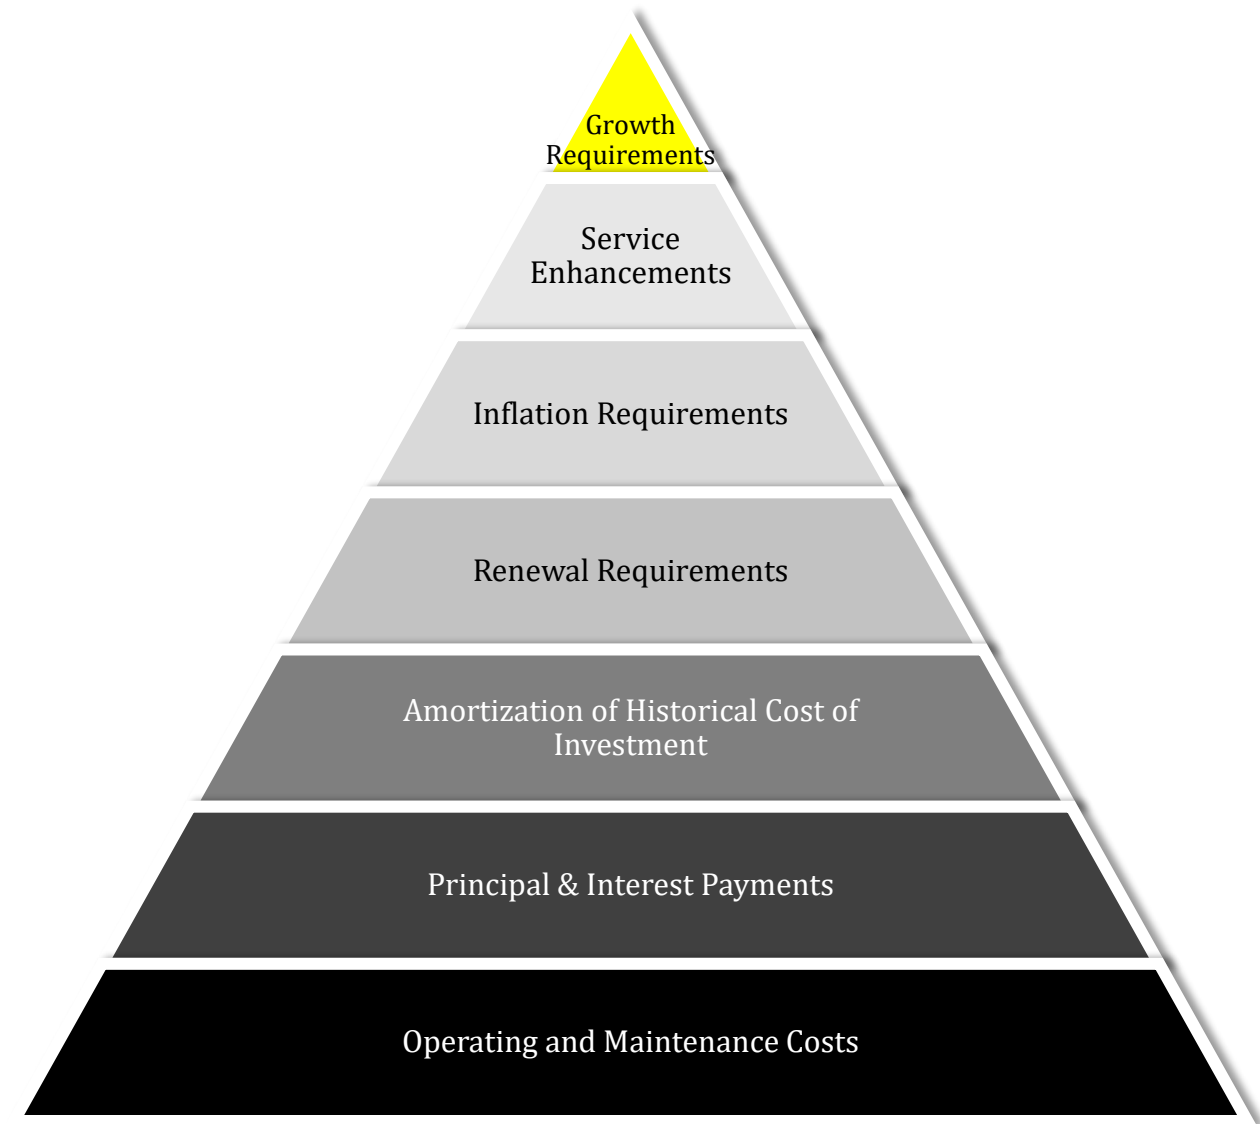 Growth
Requirements
Service
Enhancements
Inflation Requirements
Renewal Requirements
Amortization of Historical Cost of
Investment
Principal & Interest Payments
Operating and Maintenance Costs